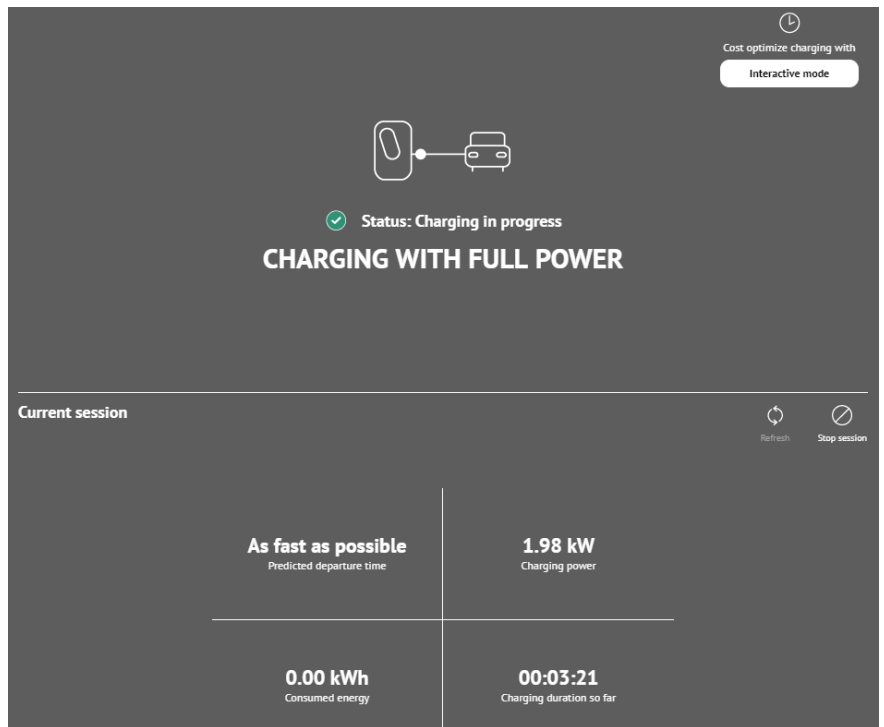 Cost optimize charging with
Interactive mode
Status: Charging in progress
CHARGING WITH FULL POWER
Current session
Refresh
Stop session
As fast as possible
Predicted departure time
1.98 kW
Charging power
0.00 kWh
Consumed energy
00:03:21
Charging duration so far